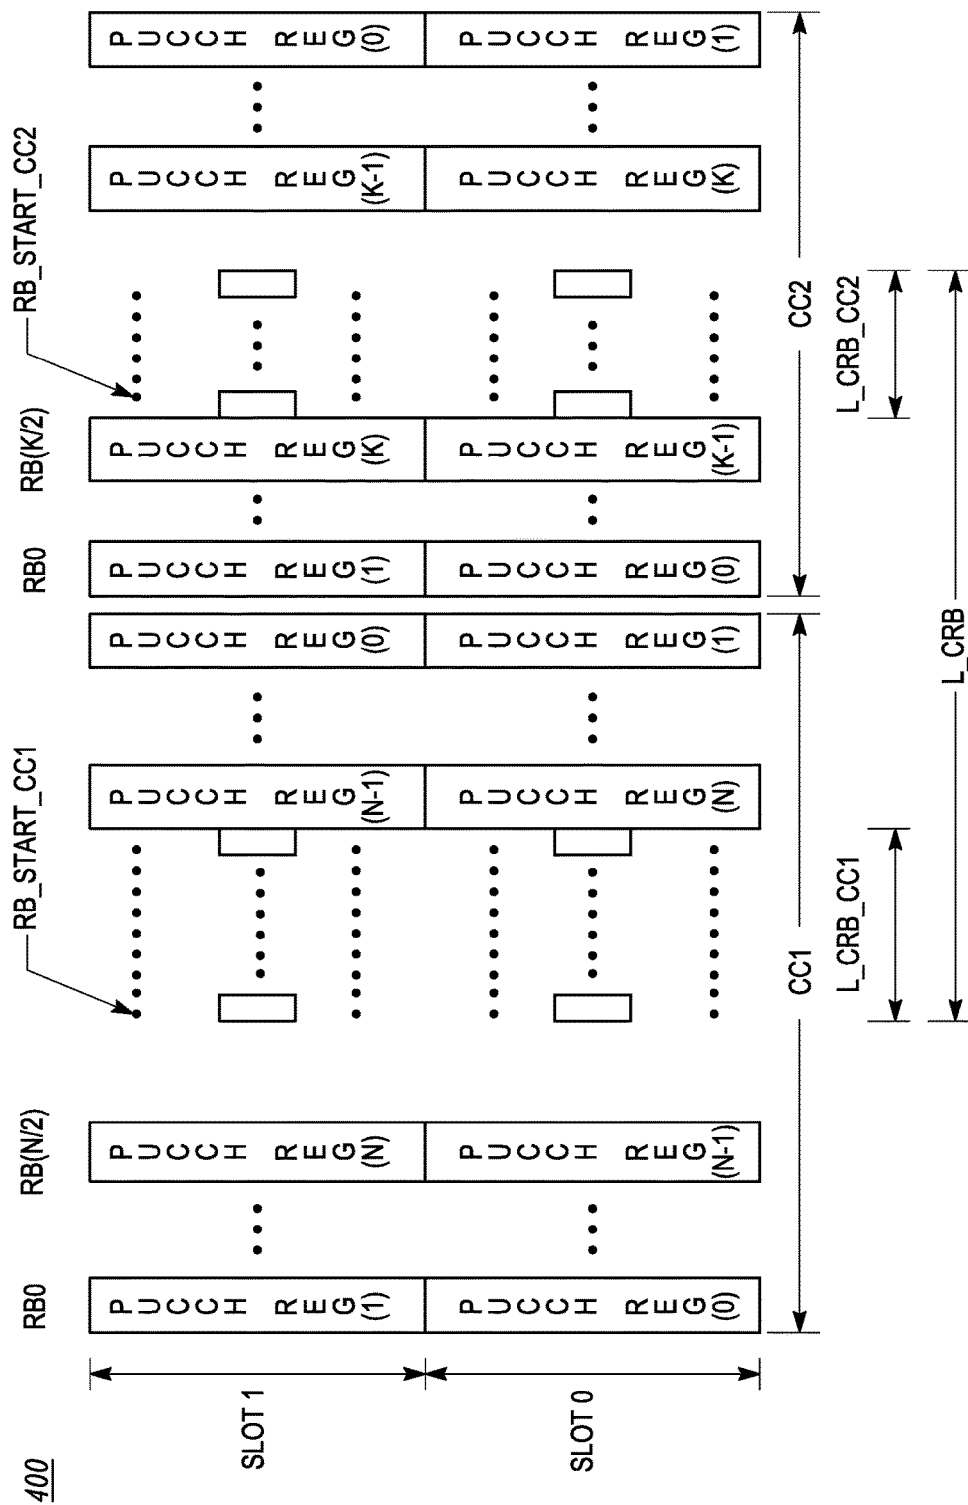 400
RB0
RB(N/2)
RB_START_CC1
RB0
RB(K/2)
RB_START_CC2
SLOT 1
PUCCH REG (1)
PUCCH REG (N)
PUCCH REG (N-1)
PUCCH REG (0)
PUCCH REG (1)
PUCCH REG (K)
PUCCH REG (K-1)
PUCCH REG (0)
SLOT 0
PUCCH REG (0)
PUCCH REG (N-1)
PUCCH REG (N)
PUCCH REG (1)
PUCCH REG (0)
PUCCH REG (K-1)
PUCCH REG (K)
PUCCH REG (1)
CC1
CC2
L_CRB_CC1
L_CRB_CC2
L_CRB